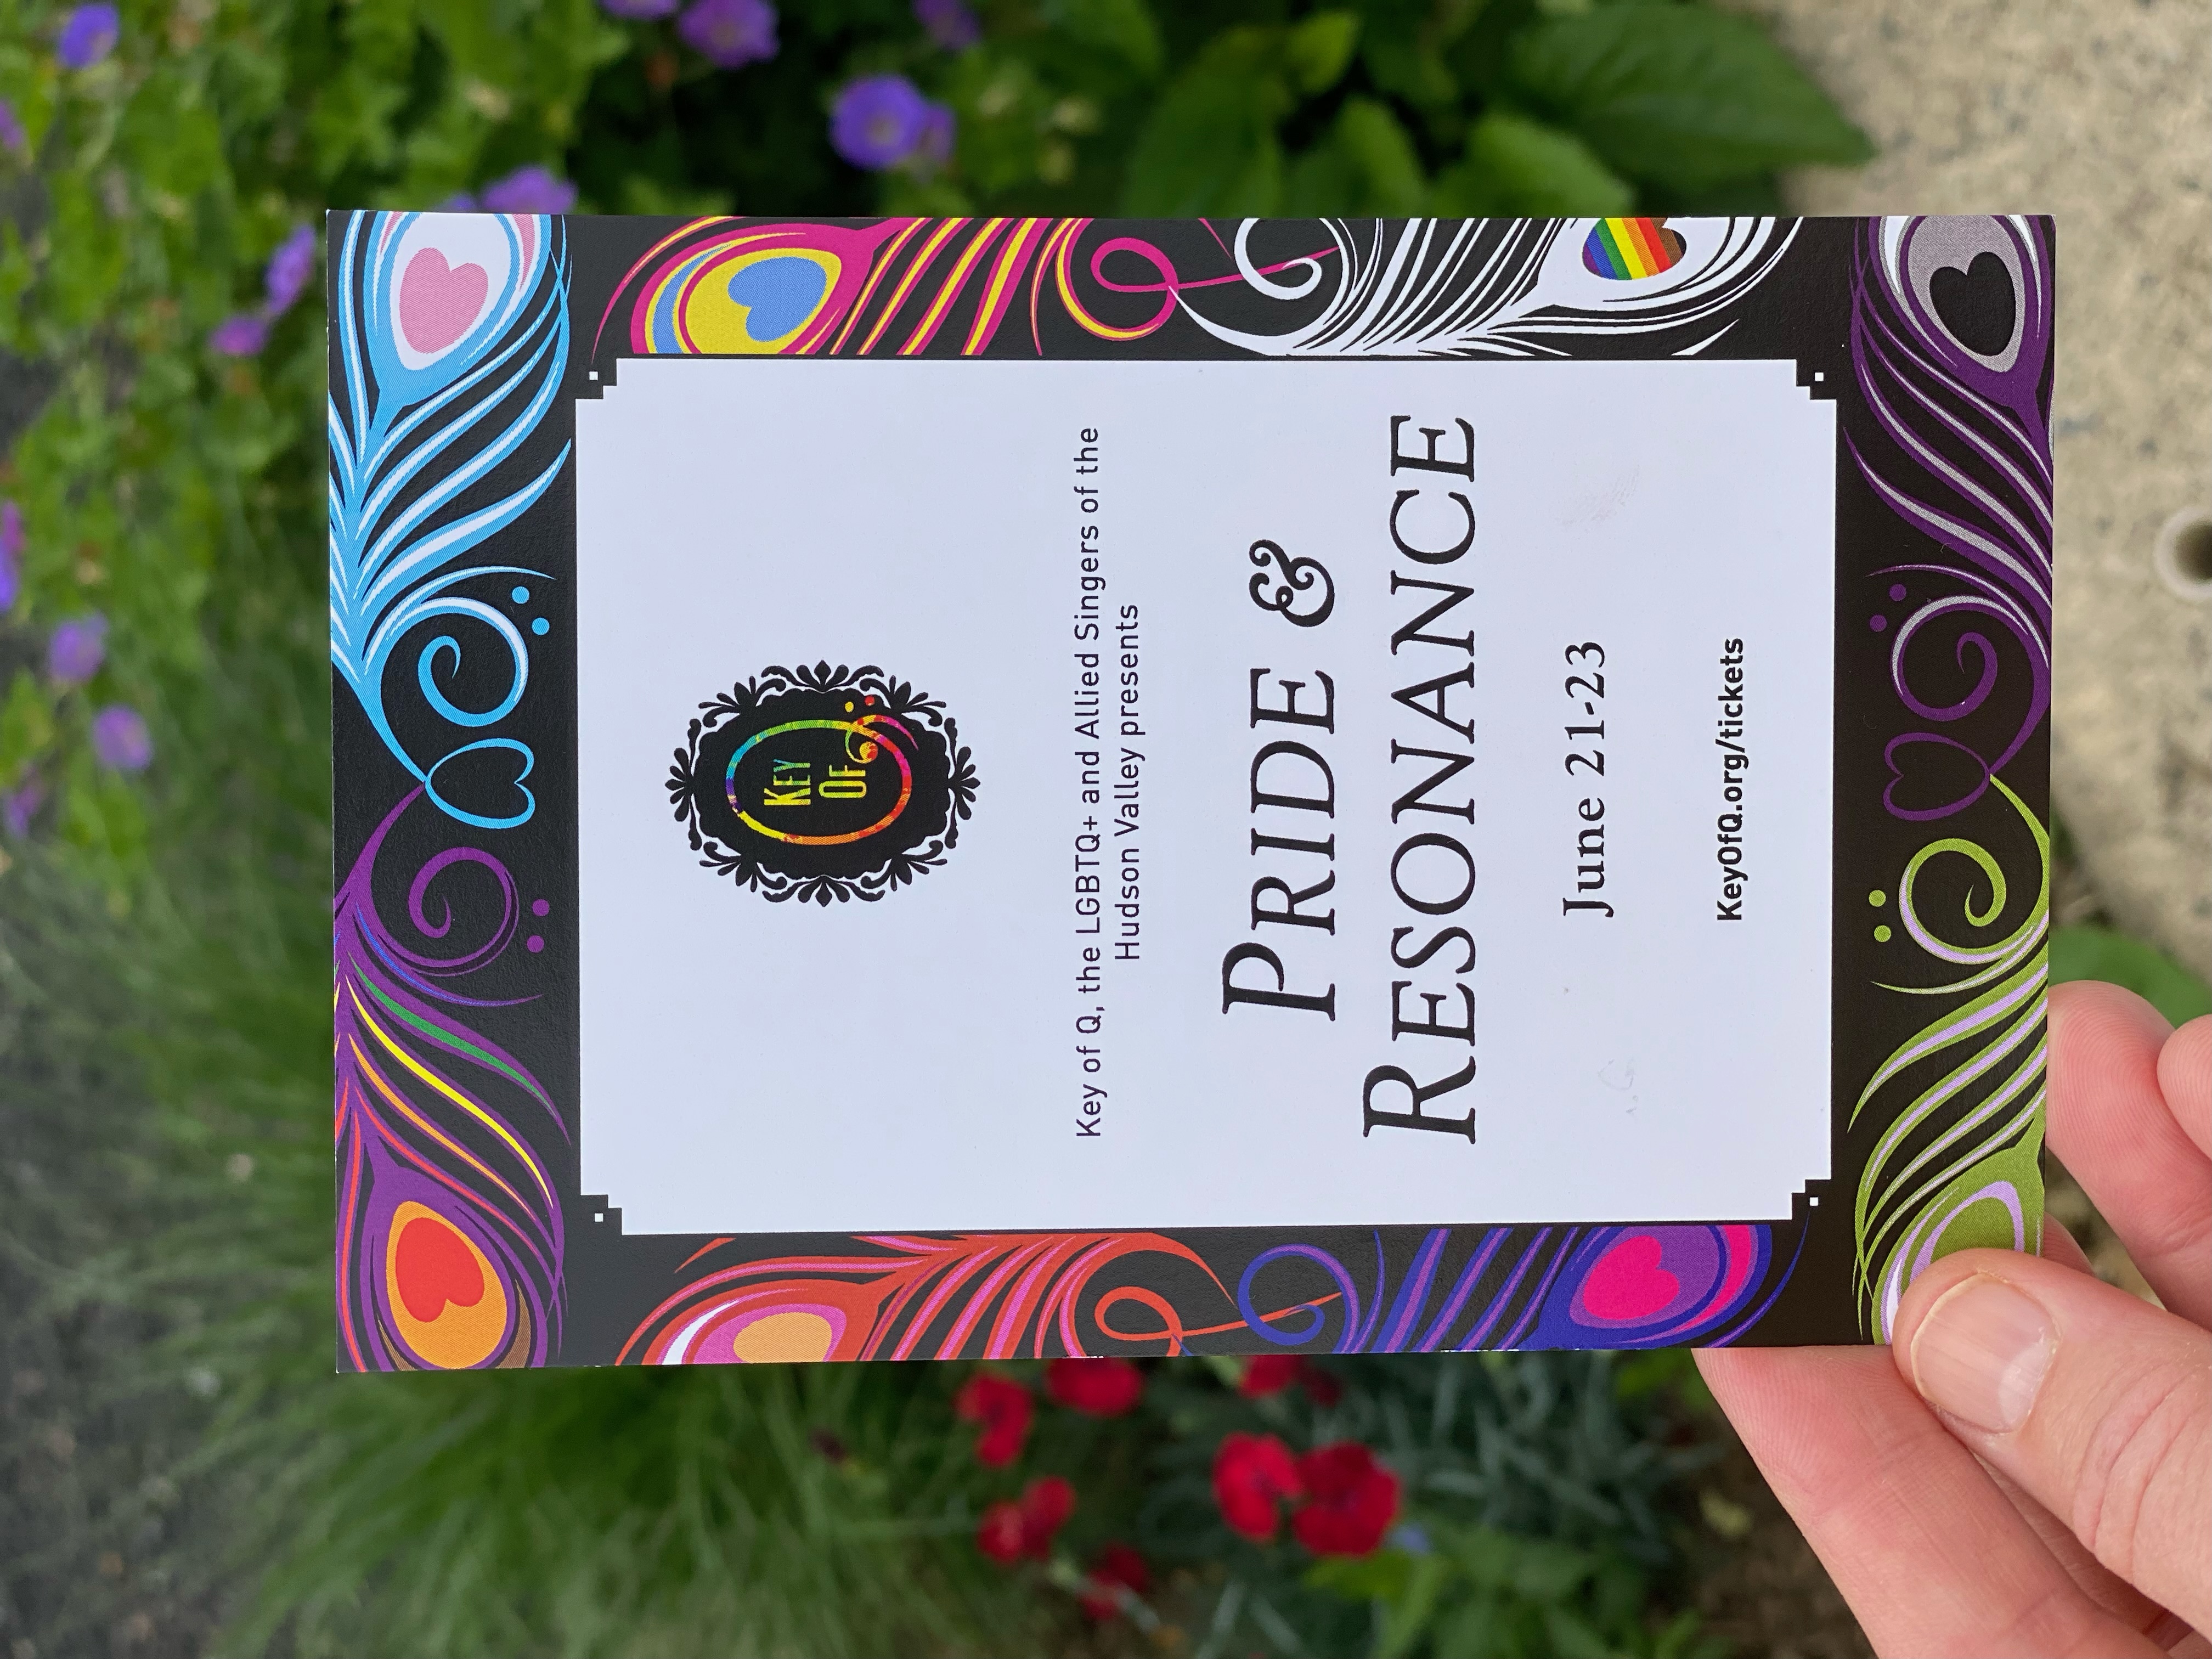 KEY
OF
Key of Q, the LGBTQ+ and Allied Singers of the
Hudson Valley presents
PRIDE &
RESONANCE
June 21-23
KeyOfQ.org/tickets